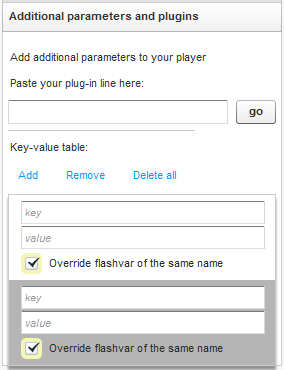 Additional parameters and plugins
Add additional parameters to your player
Paste your plug-in line here:
go
Key-value table:
Add Remove Delete all
key
value
Override flashvar of the same name
key
value
Override flashvar of the same name